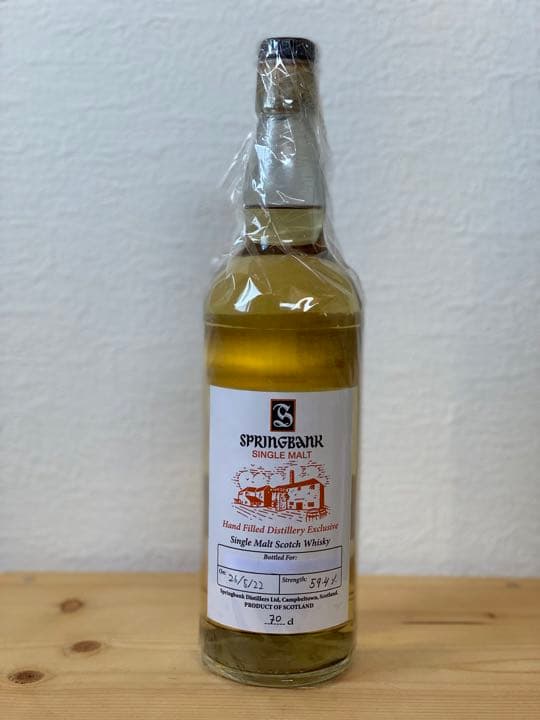 S
SPRINGBANK
SINGLE MALT
Hand Filled Distillery Exclusive
Single Malt Scotch Whisky
Bottled For:
On: 26/5/22 Strength: 59.4%
Springbank Distillers Ltd, Campbeltown, Scotland.
PRODUCT OF SCOTLAND
70 cl